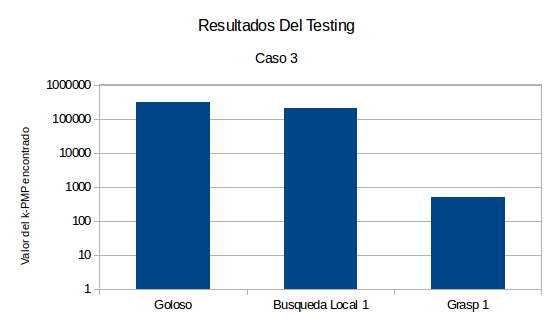 Resultados Del Testing
Caso 3
Valor del k-PMP encontrado
1000000
100000
10000
1000
100
10
1
Goloso
Busqueda Local 1
Grasp 1